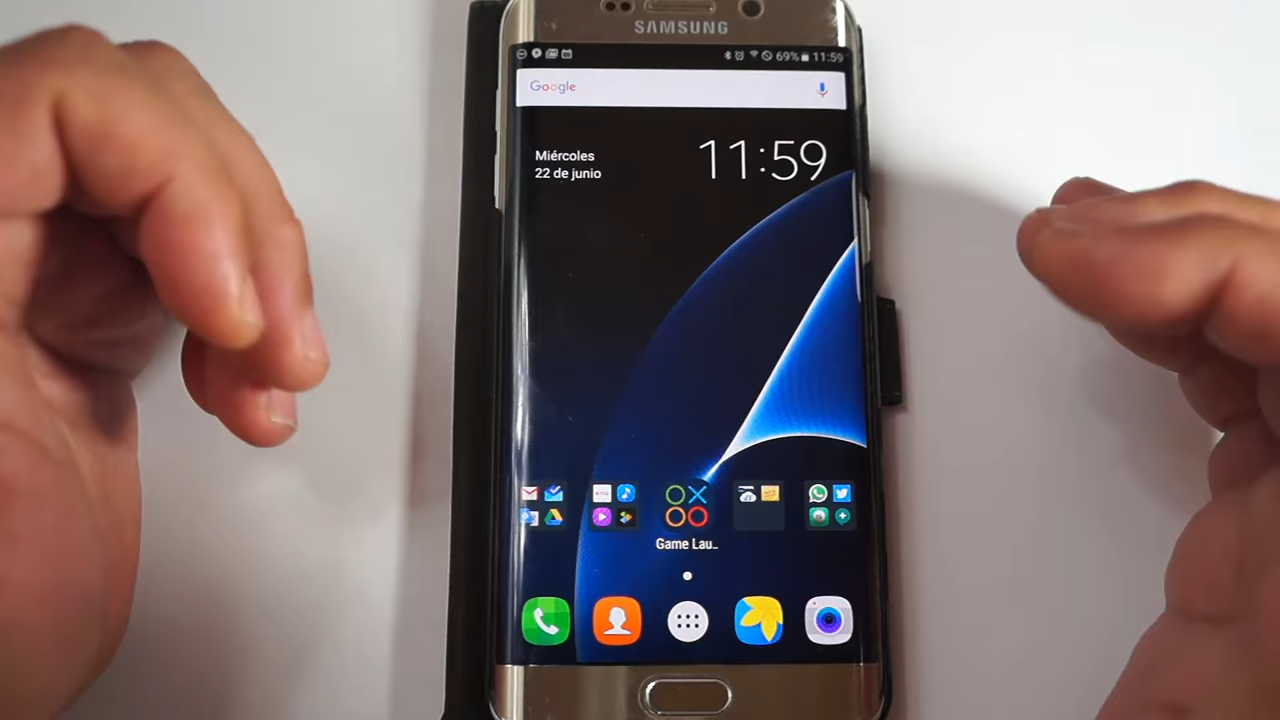 SAMSUNG
69% 11:59
Google
11:59
Miércoles
22 de junio
Game Lau..